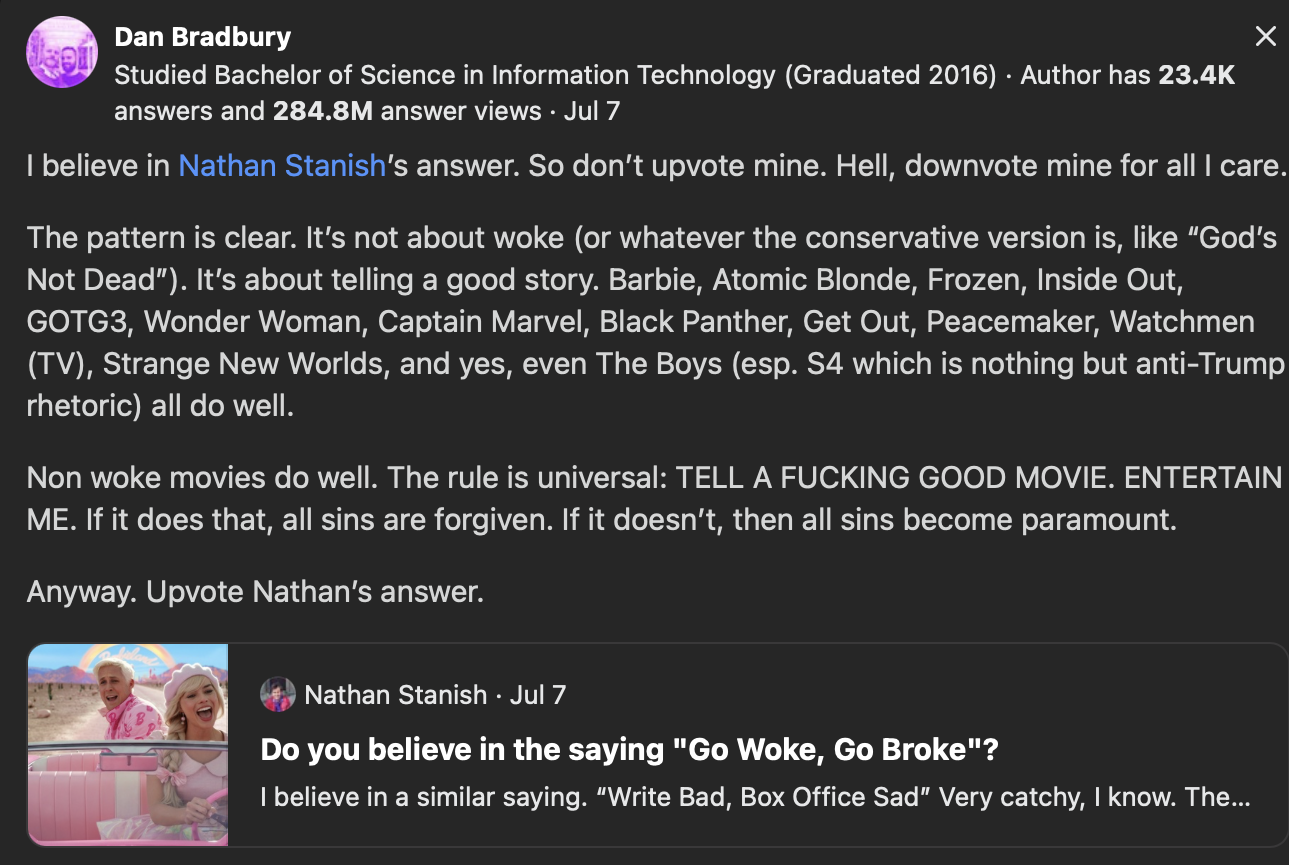 Dan Bradbury
Studied Bachelor of Science in Information Technology (Graduated 2016) · Author has 23.4K
answers and 284.8M answer views · Jul 7
I believe in Nathan Stanish’s answer. So don’t upvote mine. Hell, downvote mine for all I care.
The pattern is clear. It’s not about woke (or whatever the conservative version is, like “God’s
Not Dead”). It’s about telling a good story. Barbie, Atomic Blonde, Frozen, Inside Out,
GOTG3, Wonder Woman, Captain Marvel, Black Panther, Get Out, Peacemaker, Watchmen
(TV), Strange New Worlds, and yes, even The Boys (esp. S4 which is nothing but anti-Trump
rhetoric) all do well.
Non woke movies do well. The rule is universal: TELL A FUCKING GOOD MOVIE. ENTERTAIN
ME. If it does that, all sins are forgiven. If it doesn’t, then all sins become paramount.
Anyway. Upvote Nathan’s answer.
Nathan Stanish · Jul 7
Do you believe in the saying "Go Woke, Go Broke"?
I believe in a similar saying. “Write Bad, Box Office Sad” Very catchy, I know. The...